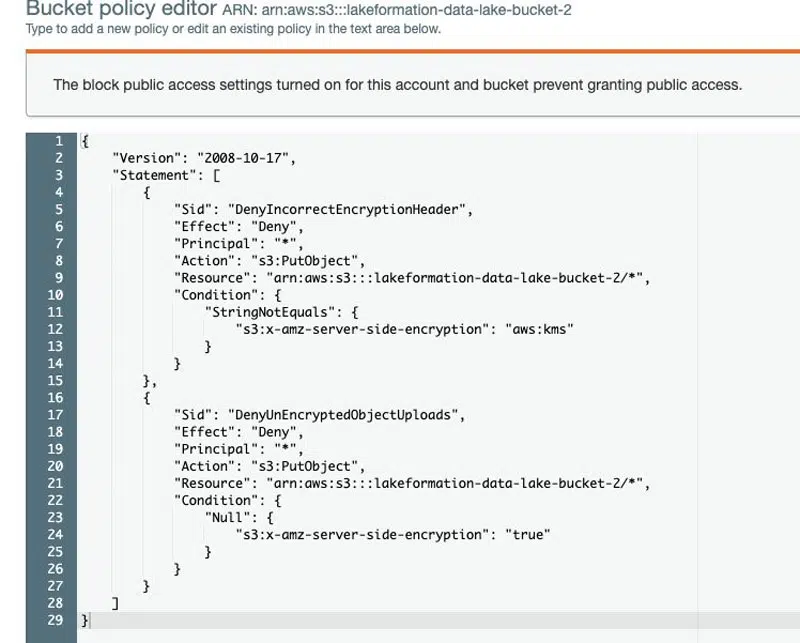 Bucket policy editor ARN: arn:aws:s3:::lakeformation-data-lake-bucket-2
Type to add a new policy or edit an existing policy in the text area below.
The block public access settings turned on for this account and bucket prevent granting public access.
1 {
2     "Version": "2008-10-17",
3     "Statement": [
4         {
5             "Sid": "DenyIncorrectEncryptionHeader",
6             "Effect": "Deny",
7             "Principal": "*",
8             "Action": "s3:PutObject",
9             "Resource": "arn:aws:s3:::lakeformation-data-lake-bucket-2/*",
10             "Condition": {
11                 "StringNotEquals": {
12                     "s3:x-amz-server-side-encryption": "aws:kms"
13                 }
14             }
15         },
16         {
17             "Sid": "DenyUnEncryptedObjectUploads",
18             "Effect": "Deny",
19             "Principal": "*",
20             "Action": "s3:PutObject",
21             "Resource": "arn:aws:s3:::lakeformation-data-lake-bucket-2/*",
22             "Condition": {
23                 "Null": {
24                     "s3:x-amz-server-side-encryption": "true"
25                 }
26             }
27         }
28     ]
29 }